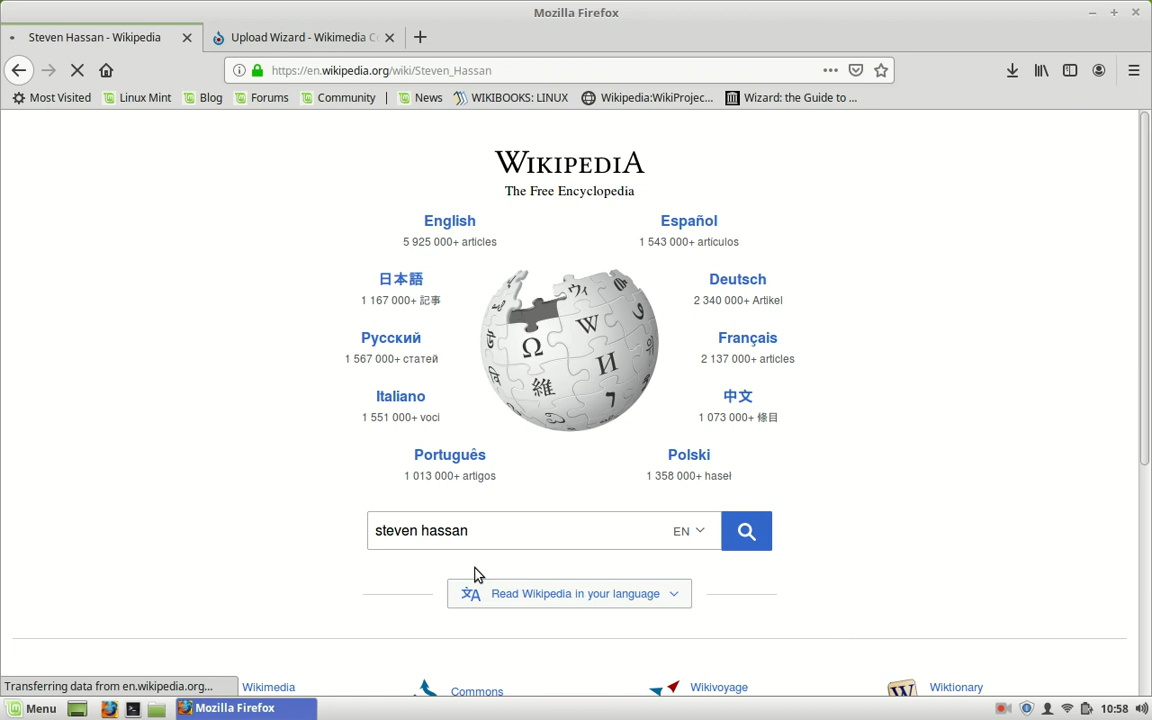 Mozilla Firefox
Steven Hassan - Wikipedia
Upload Wizard - Wikimedia C
https://en.wikipedia.org/wiki/Steven_Hassan
Most Visited
Linux Mint
Blog
Forums
Community
News
WIKIBOOKS: LINUX
Wikipedia:WikiProjec...
Wizard: the Guide to ...
WIKIPEDIA
The Free Encyclopedia
English
5 925 000+ articles
Español
1 543 000+ artículos
日本語
1 167 000+ 記事
Deutsch
2 340 000+ Artikel
Русский
1 567 000+ статей
Français
2 137 000+ articles
Italiano
1 551 000+ voci
中文
1 073 000+ 條目
Português
1 013 000+ artigos
Polski
1 358 000+ haseł
Ω
W
И
維
ウィ
7
steven hassan
EN
Read Wikipedia in your language
Transferring data from en.wikipedia.org...
Wikimedia
Commons
Wikivoyage
W
Wiktionary
Menu
Mozilla Firefox
10:58